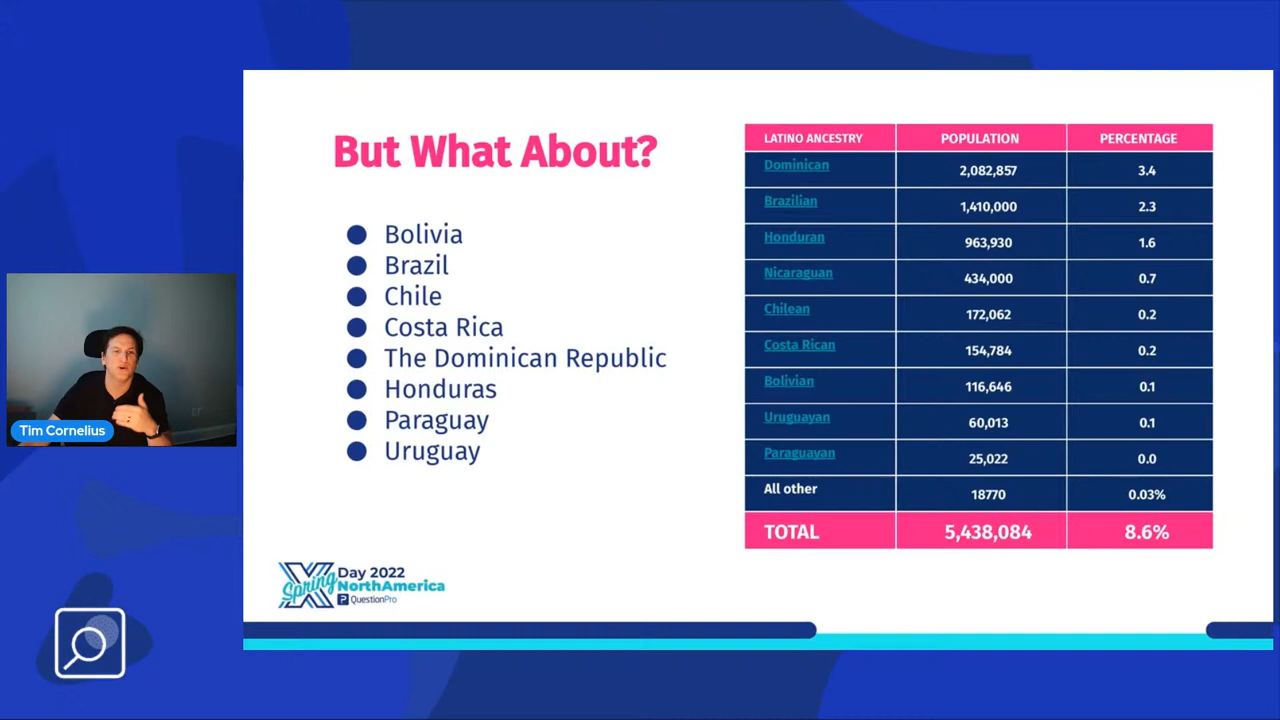 But What About?
Bolivia
Brazil
Chile
Costa Rica
The Dominican Republic
Honduras
Paraguay
Uruguay
LATINO ANCESTRY POPULATION PERCENTAGE
Dominican 2,082,857 3.4
Brazilian 1,410,000 2.3
Honduran 963,930 1.6
Nicaraguan 434,000 0.7
Chilean 172,062 0.2
Costa Rican 154,784 0.2
Bolivian 116,646 0.1
Uruguayan 60,013 0.1
Paraguayan 25,022 0.0
All other 18770 0.03%
TOTAL 5,438,084 8.6%
Tim Cornelius
X Spring Day 2022
NorthAmerica
P QuestionPro